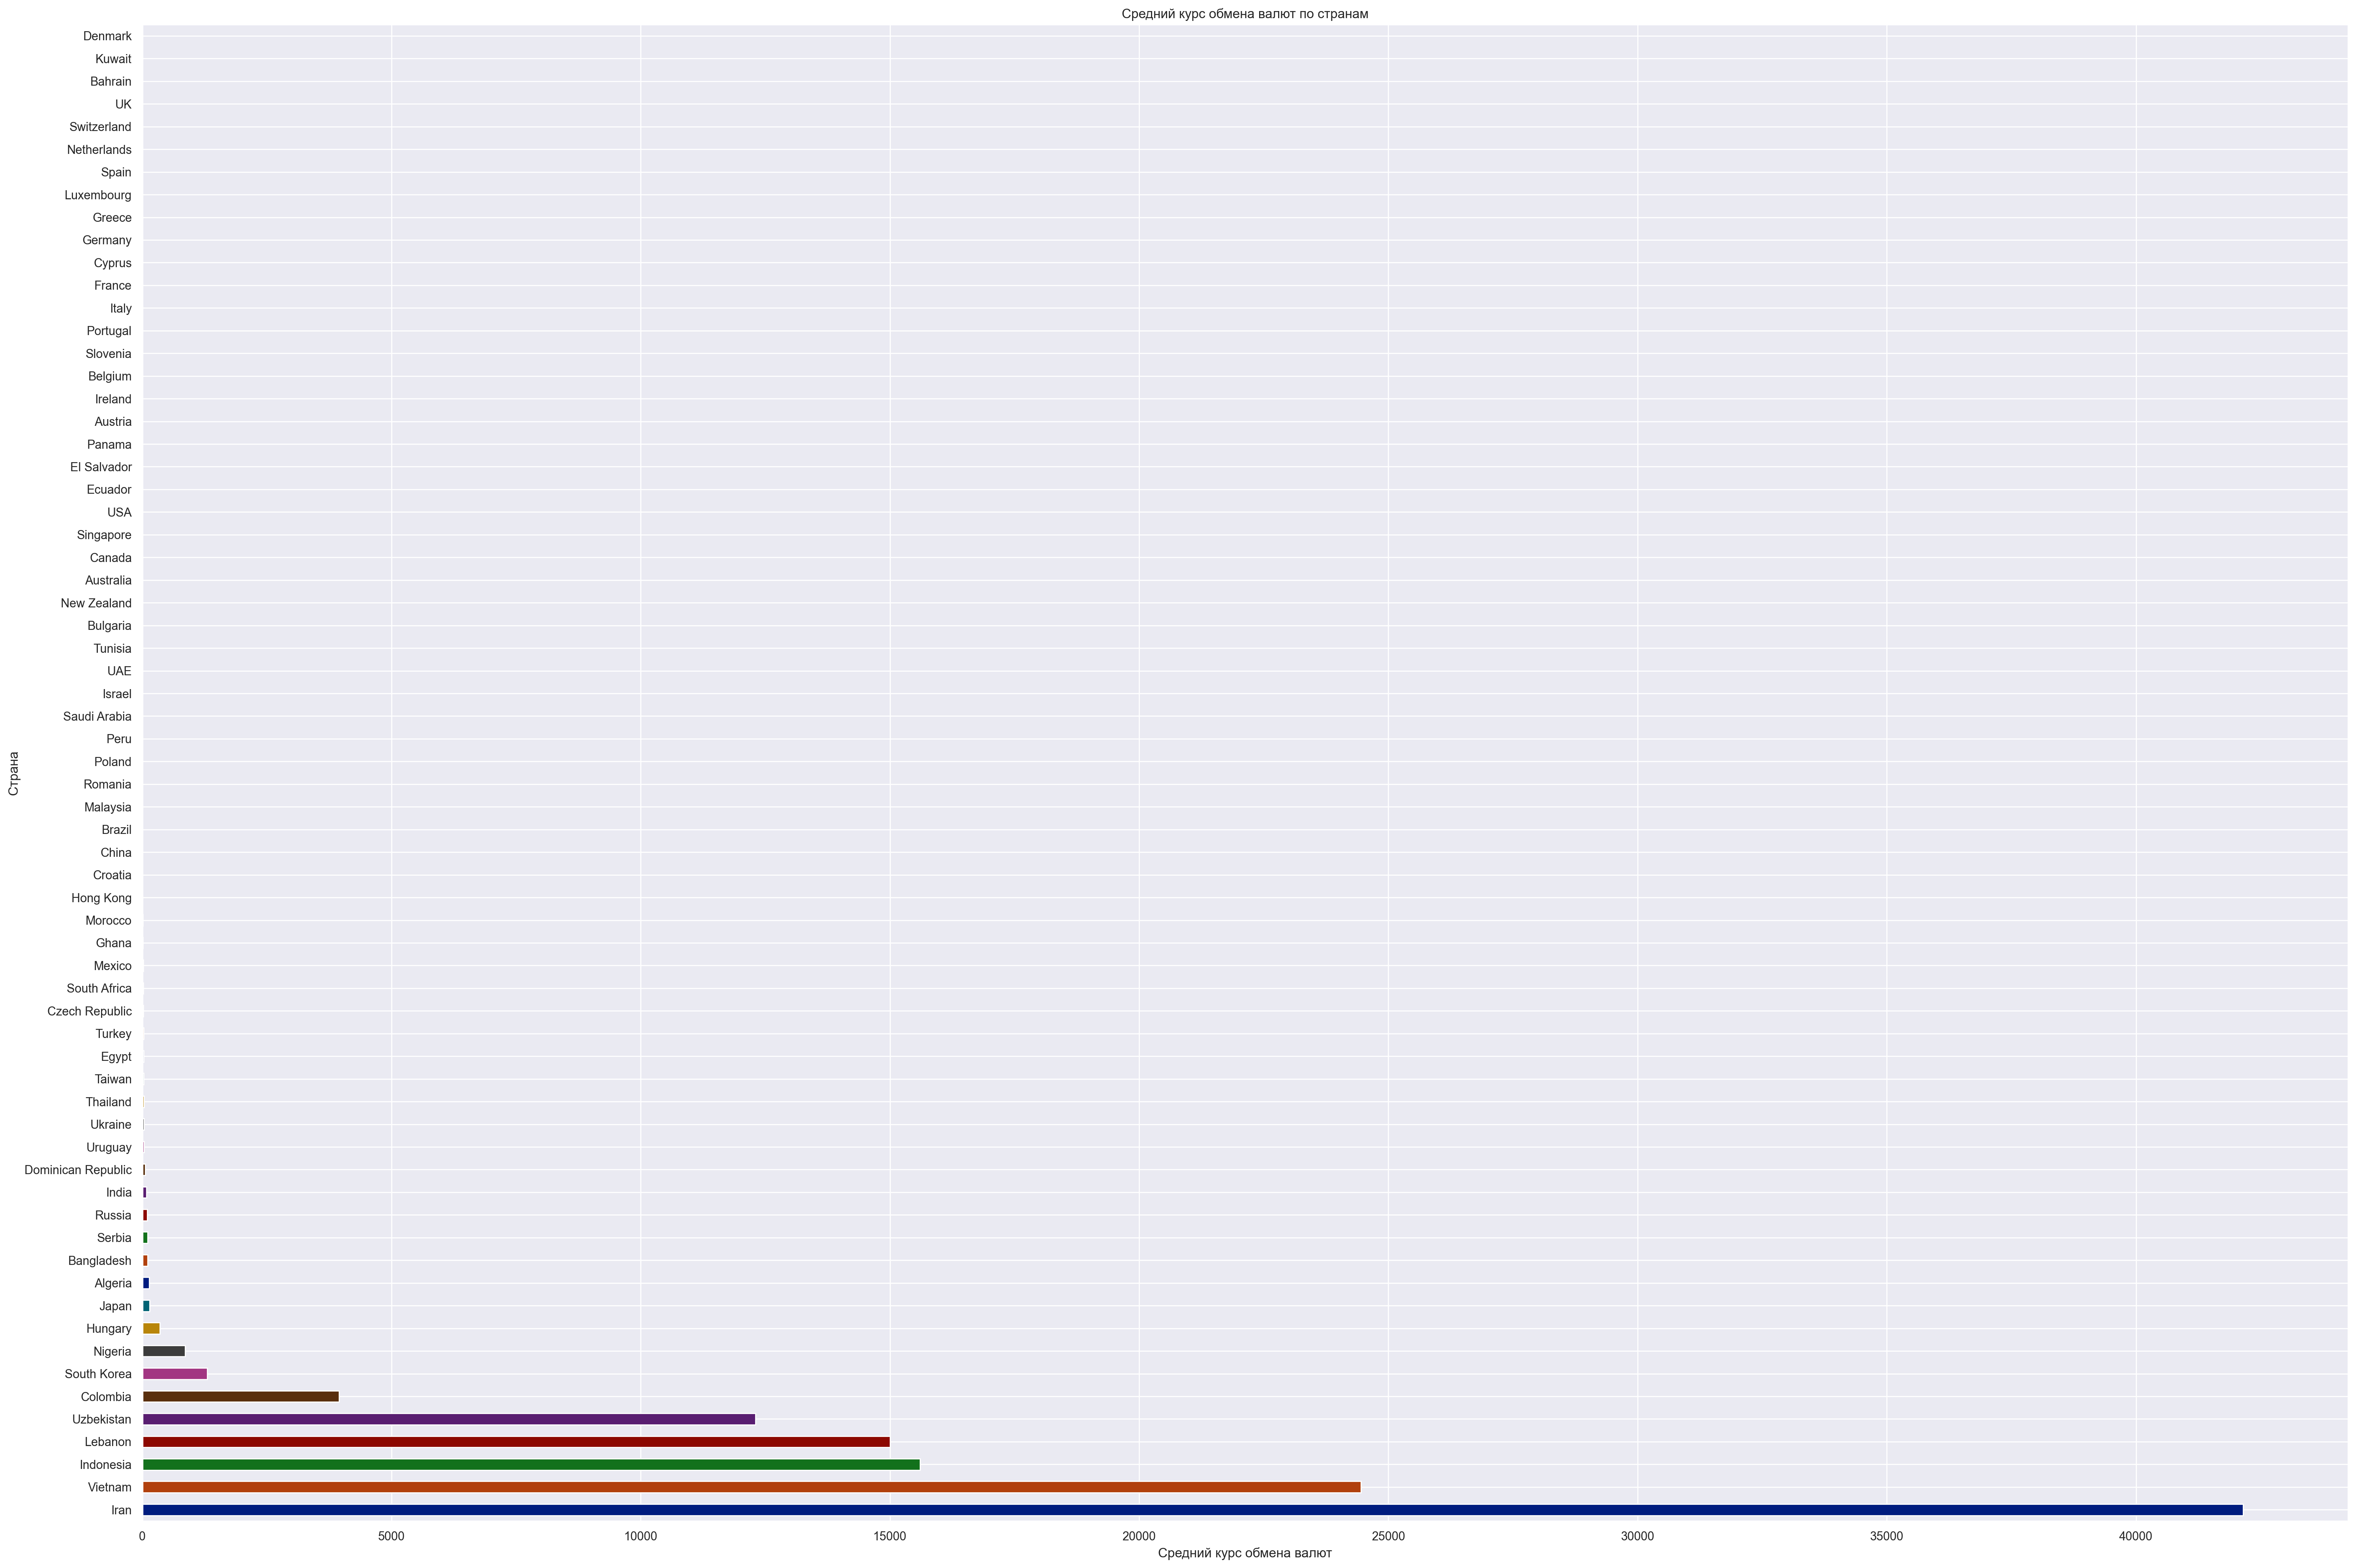 Средний курс обмена валют по странам
Denmark
Kuwait
Bahrain
UK
Switzerland
Netherlands
Spain
Luxembourg
Greece
Germany
Cyprus
France
Italy
Portugal
Slovenia
Belgium
Ireland
Austria
Panama
El Salvador
Ecuador
USA
Singapore
Canada
Australia
New Zealand
Bulgaria
Tunisia
UAE
Israel
Saudi Arabia
Peru
Poland
Romania
Malaysia
Brazil
China
Croatia
Hong Kong
Morocco
Ghana
Mexico
South Africa
Czech Republic
Turkey
Egypt
Taiwan
Thailand
Ukraine
Uruguay
Dominican Republic
India
Russia
Serbia
Bangladesh
Algeria
Japan
Hungary
Nigeria
South Korea
Colombia
Uzbekistan
Lebanon
Indonesia
Vietnam
Iran
Страна
0 5000 10000 15000 20000 25000 30000 35000 40000
Средний курс обмена валют